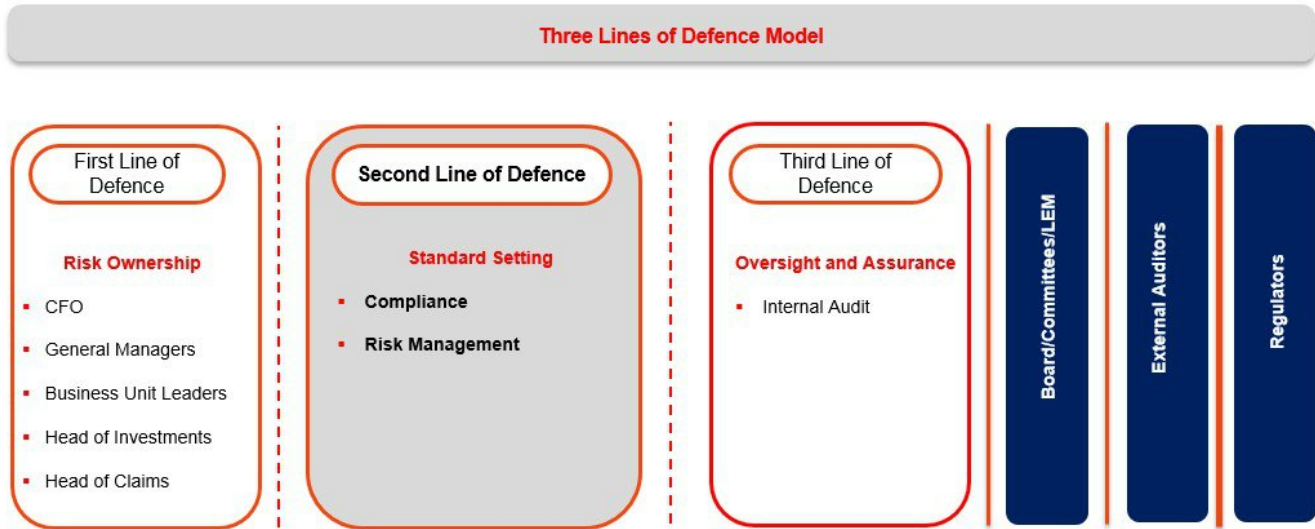 Three Lines of Defence Model
First Line of
Defence
Risk Ownership
CFO
General Managers
Business Unit Leaders
Head of Investments
Head of Claims
Second Line of Defence
Standard Setting
Compliance
Risk Management
Third Line of
Defence
Oversight and Assurance
Internal Audit
Board/Committees/LEM
External Auditors
Regulators